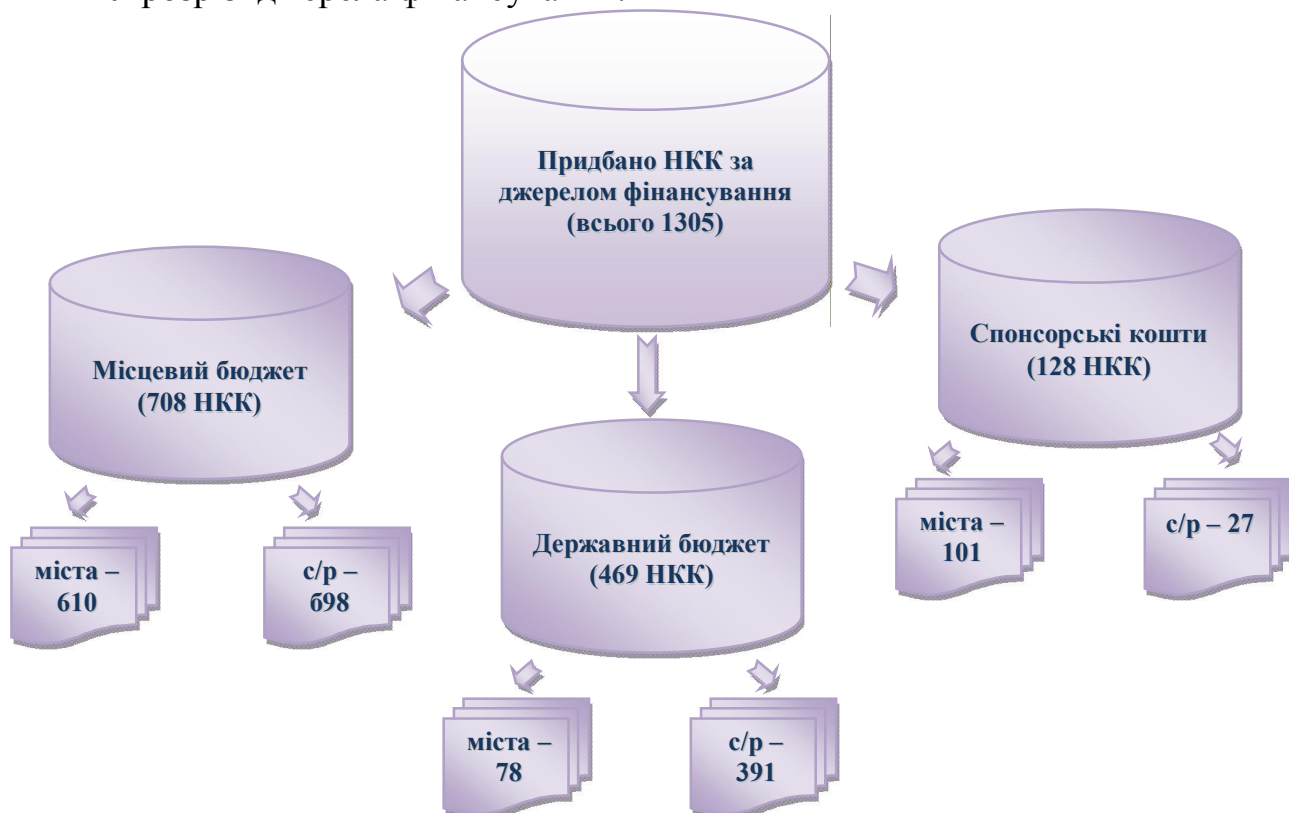 Придбано НКК за
джерелом фінансування
(всього 1305)
Місцевий бюджет
(708 НКК)
Спонсорські кошти
(128 НКК)
Державний бюджет
(469 НКК)
міста –
610
с/р –
б98
міста –
101
с/р – 27
міста –
78
с/р –
391